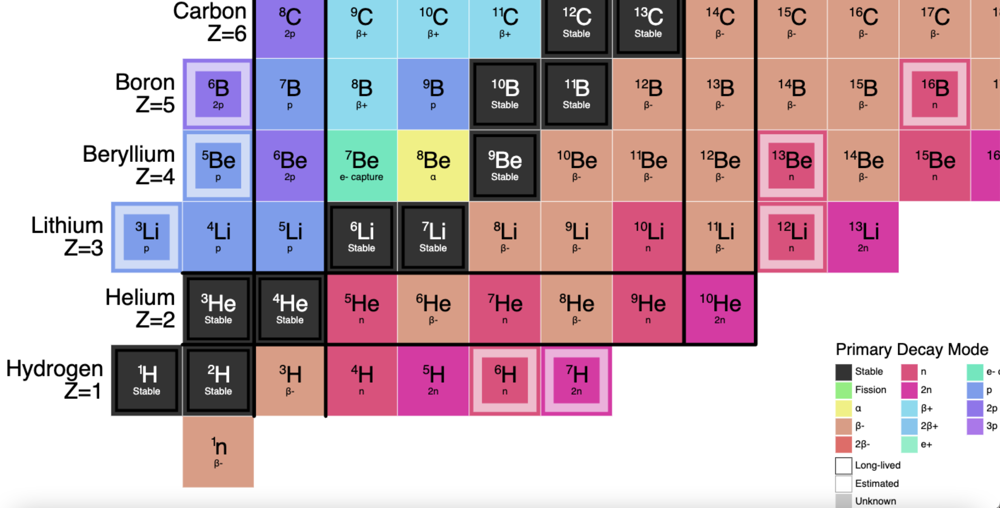 Carbon
Z=6
⁸C ⁹C ¹⁰C ¹¹C ¹²C ¹³C ¹⁴C ¹⁵C ¹⁶C ¹⁷C
2p β+ β+ β+ Stable Stable β- β- β- β-
Boron
Z=5
⁶B ⁷B ⁸B ⁹B ¹⁰B ¹¹B ¹²B ¹³B ¹⁴B ¹⁵B ¹⁶B
2p p β+ p Stable Stable β- β- β- β- n
Beryllium
Z=4
⁵Be ⁶Be ⁷Be ⁸Be ⁹Be ¹⁰Be ¹¹Be ¹²Be ¹³Be ¹⁴Be ¹⁵Be 16
p 2p e- capture α Stable β- β- β- n β- n
Lithium
Z=3
³Li ⁴Li ⁵Li ⁶Li ⁷Li ⁸Li ⁹Li ¹⁰Li ¹¹Li ¹²Li ¹³Li
p p p Stable Stable β- β- n β- n 2n
Helium
Z=2
³He ⁴He ⁵He ⁶He ⁷He ⁸He ⁹He ¹⁰He
Stable Stable n β- n β- n 2n
Hydrogen
Z=1
¹H ²H ³H ⁴H ⁵H ⁶H ⁷H
Stable Stable β- n 2n n 2n
¹n
β-
Primary Decay Mode
Stable n e-
Fission 2n p
α β+ 2p
β- 2β+ 3p
2β- e+
Long-lived
Estimated
Unknown